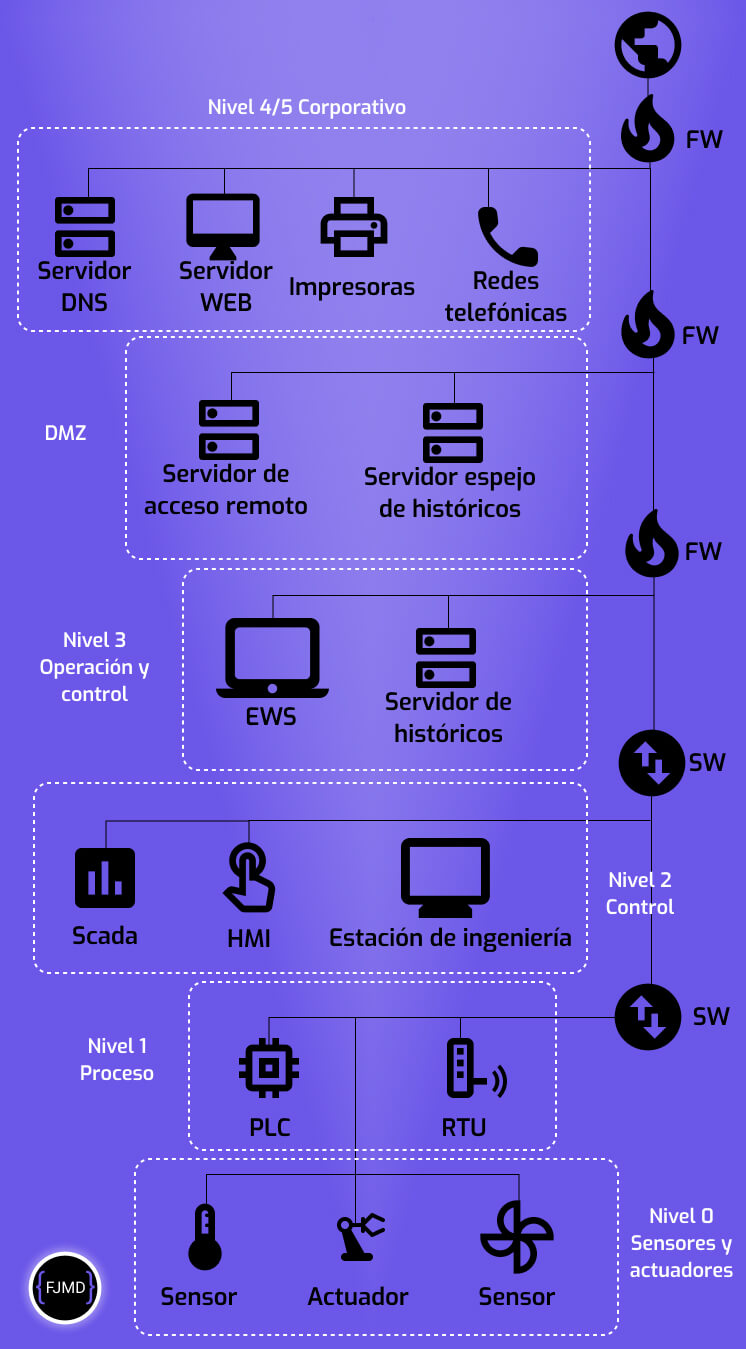 Nivel 4/5 Corporativo
FW
Servidor
DNS
Servidor
WEB
Impresoras
Redes
telefónicas
FW
DMZ
Servidor de
acceso remoto
Servidor espejo
de históricos
FW
Nivel 3
Operación y
control
EWS
Servidor de
históricos
SW
Nivel 2
Control
Scada
HMI
Estación de ingeniería
SW
Nivel 1
Proceso
PLC
RTU
Nivel 0
Sensores y
actuadores
Sensor
Actuador
Sensor
{FJMD}